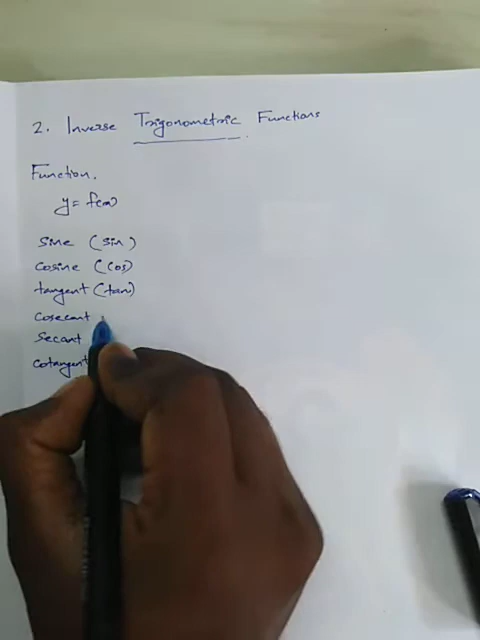 2. Inverse Trigonometric Functions
Function,
y = f(x)
Sine (Sin)
Cosine (Cos)
tangent (tan)
Cosecant
Secant
Cotangent